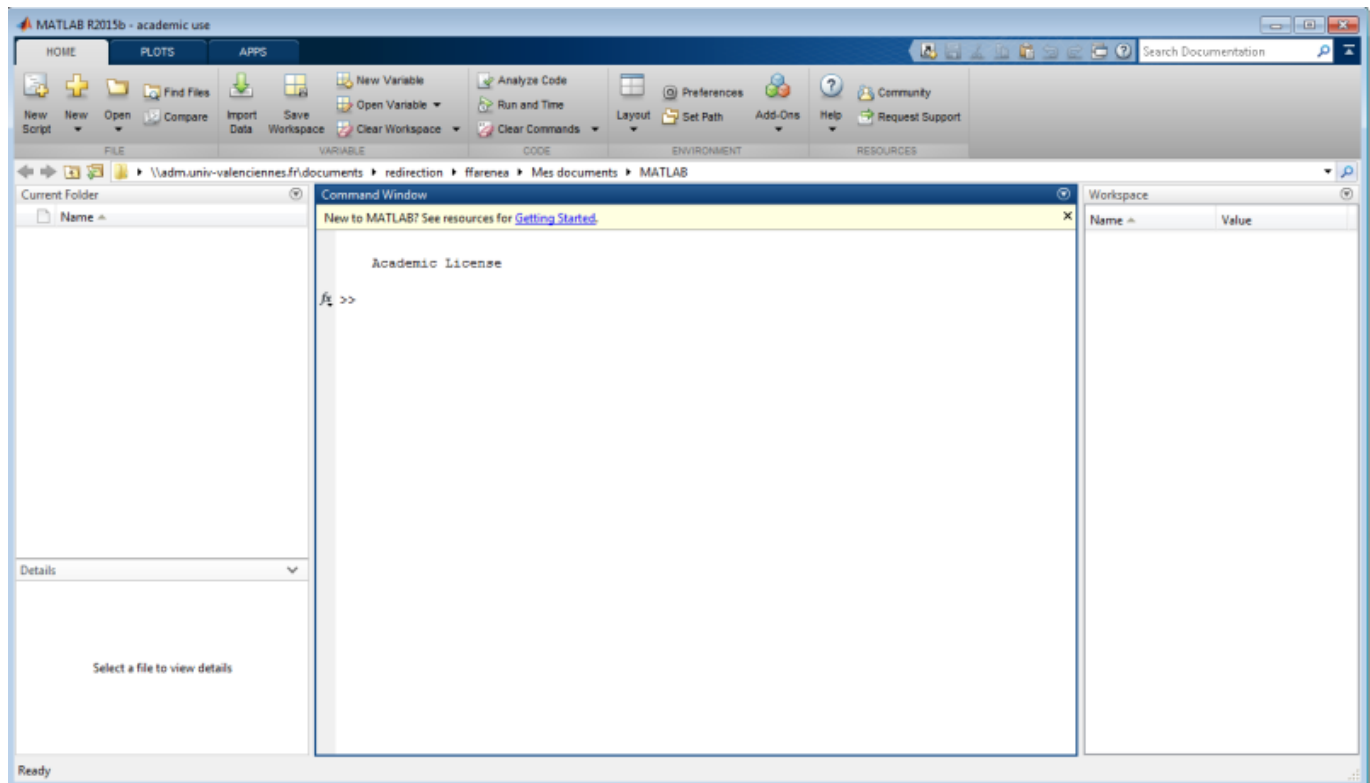 MATLAB R2015b - academic use
HOME PLOTS APPS Search Documentation
New Script
New
Open
Find Files
Compare
FILE
Import Data
Save Workspace
New Variable
Open Variable
Clear Workspace
VARIABLE
Analyze Code
Run and Time
Clear Commands
CODE
Layout
Preferences
Set Path
Add-Ons
ENVIRONMENT
Help
Community
Request Support
RESOURCES
\\adm.univ-valenciennes.fr\documents redirection ffarenea Mes documents MATLAB
Current Folder
Name
Details
Select a file to view details
Command Window
New to MATLAB? See resources for Getting Started.
Academic License
fx >>
Workspace
Name Value
Ready